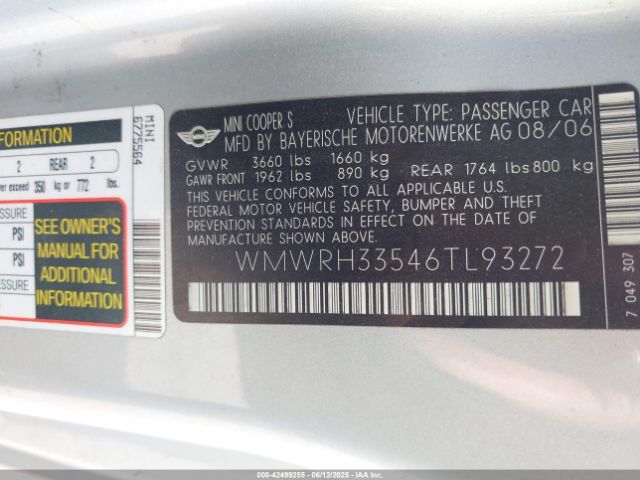 FORMATION
2 REAR 2
er exceed 350 kg or 772 lbs.
PSI
PSI
SEE OWNER'S
MANUAL FOR
ADDITIONAL
INFORMATION
MINI
6775564
MINI
MINI COOPER S VEHICLE TYPE: PASSENGER CAR
MFD BY BAYERISCHE MOTORENWERKE AG 08/06
GVWR 3660 lbs 1660 kg
GAWR FRONT 1962 lbs 890 kg REAR 1764 lbs 800 kg
THIS VEHICLE CONFORMS TO ALL APPLICABLE U.S.
FEDERAL MOTOR VEHICLE SAFETY, BUMPER AND THEFT
PREVENTION STANDARDS IN EFFECT ON THE DATE OF
MANUFACTURE SHOWN ABOVE.
WMWRH33546TL93272
7 049 307
000-42499255 - 06/12/2025 - IAAI.COM